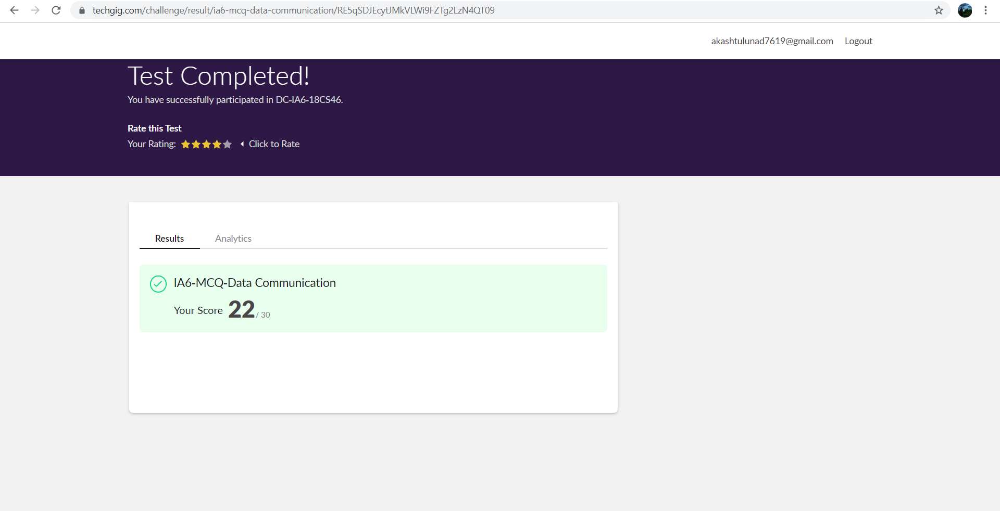 techgig.com/challenge/result/ia6-mcq-data-communication/RE5qSDJEcytJMkVLWi9FZTg2LzN4QT09
akashtulunad7619@gmail.com Logout
Test Completed!
You have successfully participated in DC-IA6-18CS46.
Rate this Test
Your Rating: Click to Rate
Results Analytics
IA6-MCQ-Data Communication
Your Score 22 / 30